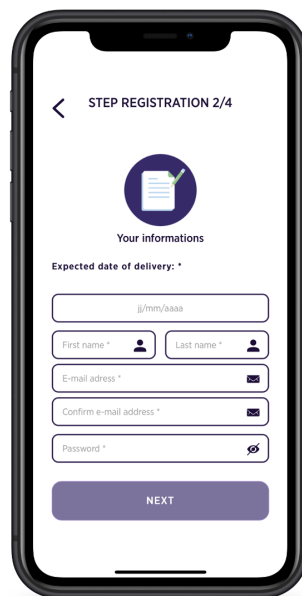 STEP REGISTRATION 2/4
Your informations
Expected date of delivery: *
jj/mm/aaaa
First name * Last name *
E-mail adress *
Confirm e-mail address *
Password *
NEXT